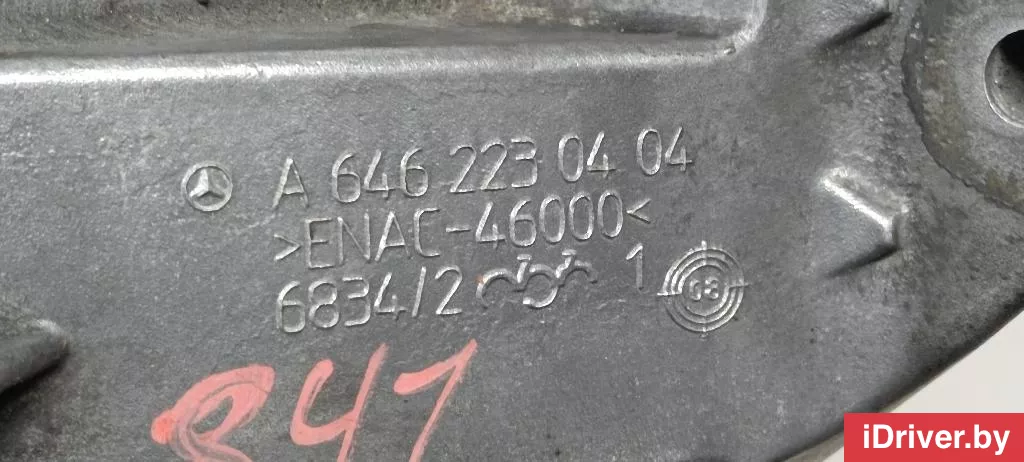 A 646 223 04 04
>ENAC-46000<
6834/2 1
08
841
iDriver.by